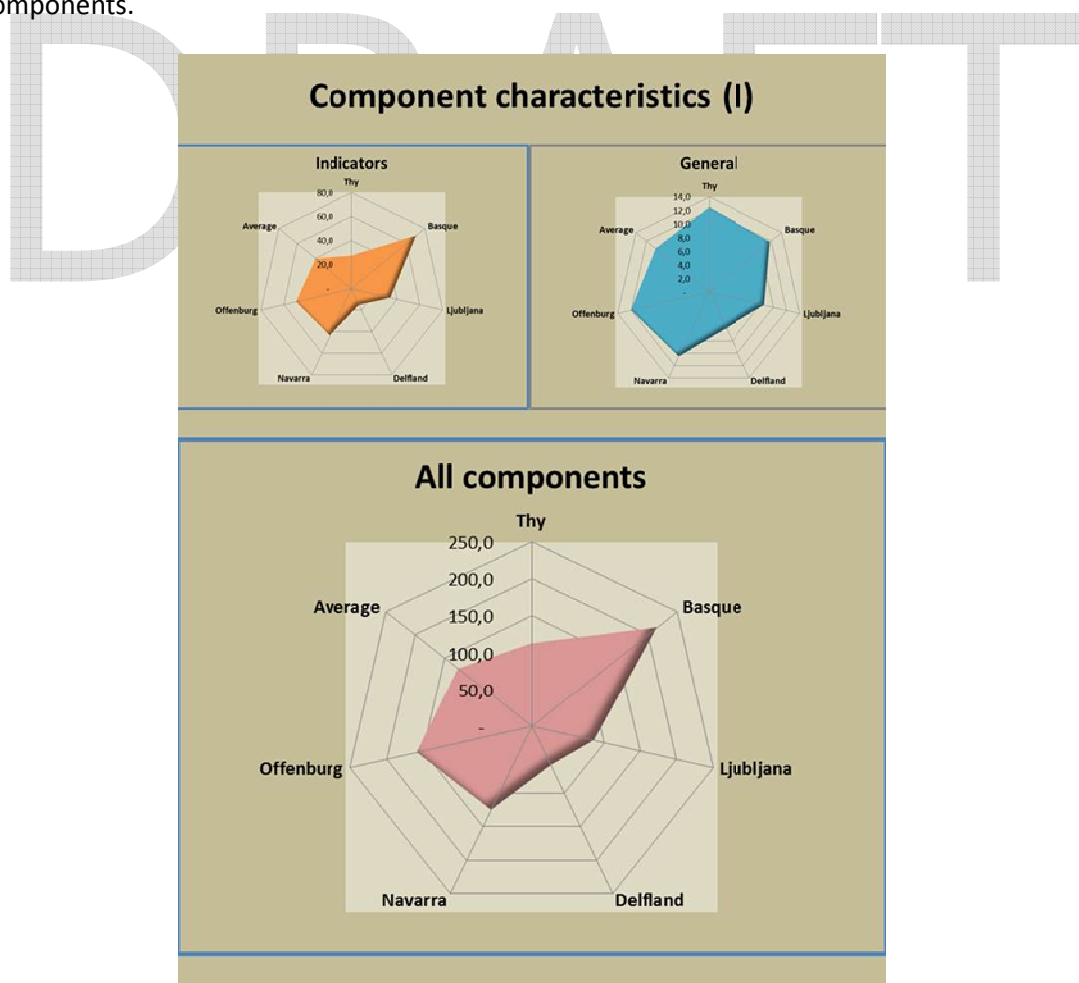 omponents.
DRAFT
Component characteristics (I)
Indicators
Thy
80,0
60,0
40,0
20,0
-
Average
Basque
Offenburg
Ljubljana
Navarra
Delfland
General
Thy
14,0
12,0
10,0
8,0
6,0
4,0
2,0
-
Average
Basque
Offenburg
Ljubljana
Navarra
Delfland
All components
Thy
250,0
200,0
150,0
100,0
50,0
-
Average
Basque
Offenburg
Ljubljana
Navarra
Delfland